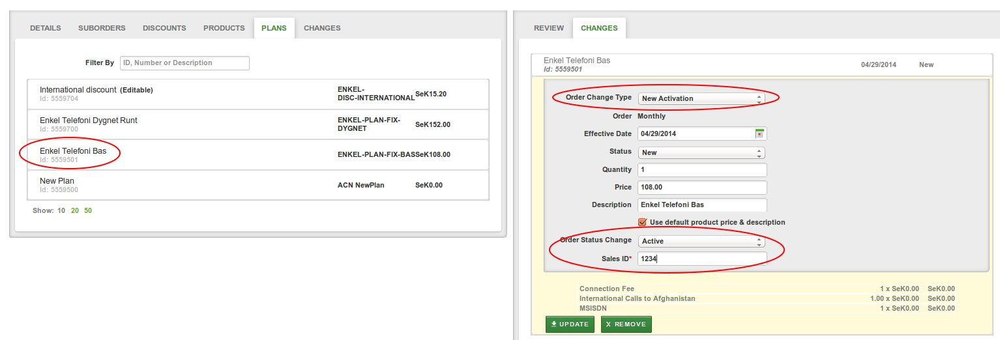 DETAILS SUBORDERS DISCOUNTS PRODUCTS PLANS CHANGES
Filter By ID, Number or Description
International discount (Editable)
Id: 5559704
ENKEL-
DISC-INTERNATIONAL SeK15.20
Enkel Telefoni Dygnet Runt
Id: 5559700
ENKEL-PLAN-FIX-
DYGNET
SeK152.00
Enkel Telefoni Bas
Id: 5559501
ENKEL-PLAN-FIX-BAS SeK108.00
New Plan
Id: 5559500
ACN NewPlan SeK0.00
Show: 10 20 50
REVIEW CHANGES
Enkel Telefoni Bas
Id: 5559501
04/29/2014 New
Order Change Type New Activation
Order Monthly
Effective Date 04/29/2014
Status New
Quantity 1
Price 108.00
Description Enkel Telefoni Bas
Use default product price & description
Order Status Change Active
Sales ID* 1234
Connection Fee 1 x SeK0.00 SeK0.00
International Calls to Afghanistan 1.00 x SeK0.00 SeK0.00
MSISDN 1 x SeK0.00 SeK0.00
UPDATE X REMOVE